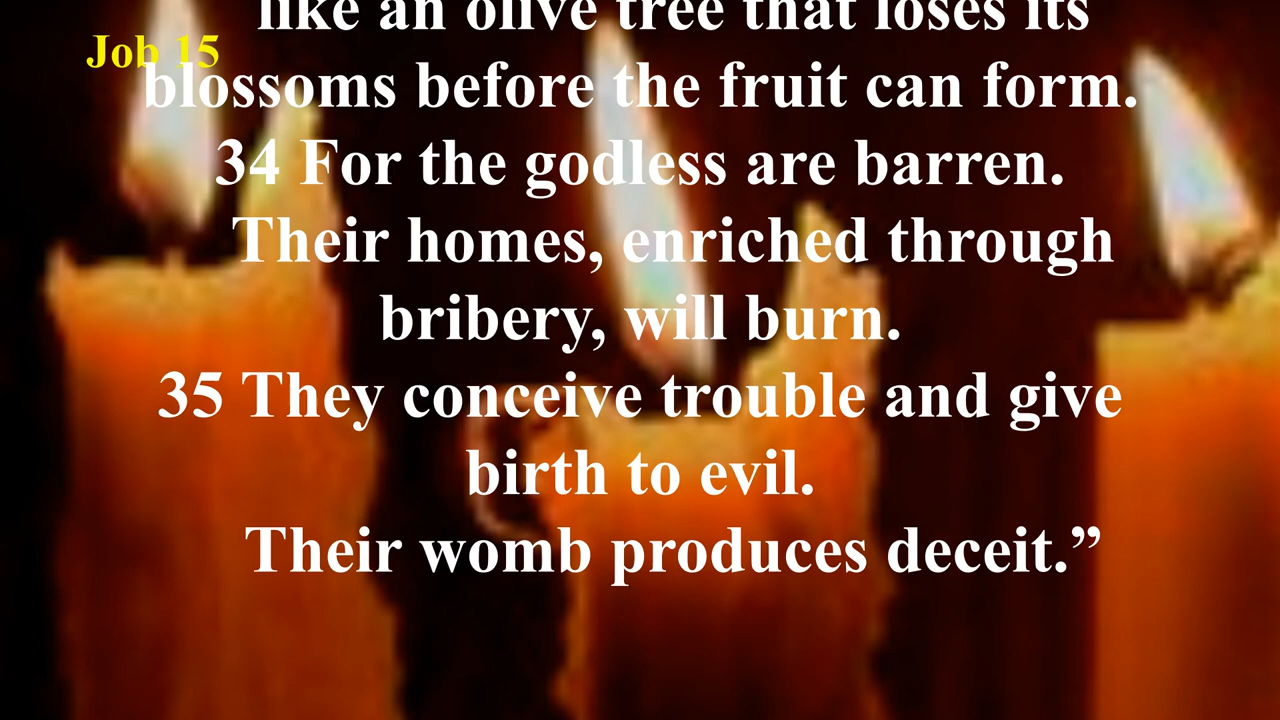 like an olive tree that loses its
Job 15
blossoms before the fruit can form.
34 For the godless are barren.
Their homes, enriched through
bribery, will burn.
35 They conceive trouble and give
birth to evil.
Their womb produces deceit.”